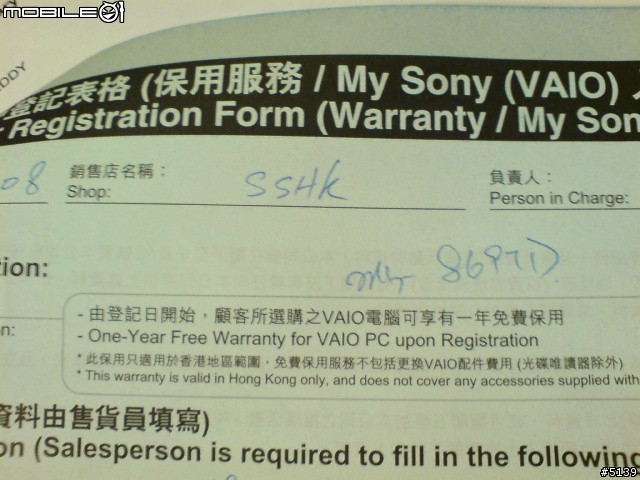 MOBILE01
DDY
登記表格 (保用服務 / My Sony (VAIO)
Registration Form (Warranty / My Son
08
銷售店名稱：
Shop:
SSHK
負責人：
Person in Charge:
tion:
on:
- 由登記日開始，顧客所選購之VAIO電腦可享有一年免費保用
- One-Year Free Warranty for VAIO PC upon Registration
* 此保用只適用於香港地區範圍，免費保用服務不包括更換VAIO配件費用 (光碟唯讀器除外)
* This warranty is valid in Hong Kong only, and does not cover any accessories supplied with
資料由售貨員填寫)
on (Salesperson is required to fill in the following
#5139